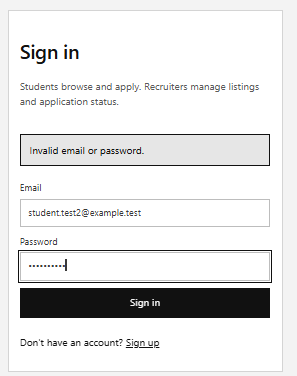 Sign in
Students browse and apply. Recruiters manage listings
and application status.
Invalid email or password.
Email
student.test2@example.test
Password
••••••••••
Sign in
Don't have an account? Sign up